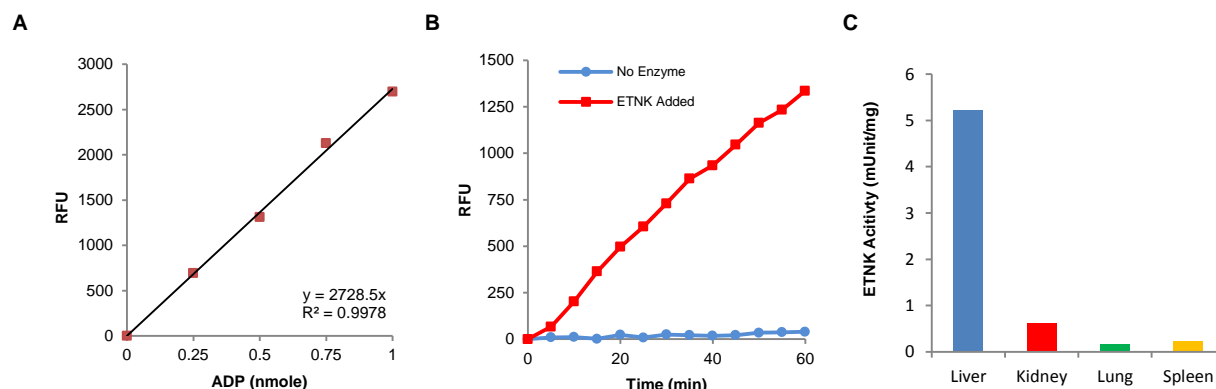 A
3000
2500
2000
1500
1000
500
0
RFU
0 0.25 0.5 0.75 1
ADP (nmole)
y = 2728.5x
R² = 0.9978
B
1500
1250
1000
750
500
250
0
RFU
No Enzyme
ETNK Added
0 20 40 60
Time (min)
C
6
5
4
3
2
1
0
ETNK Acitivty (mUnit/mg)
Liver Kidney Lung Spleen